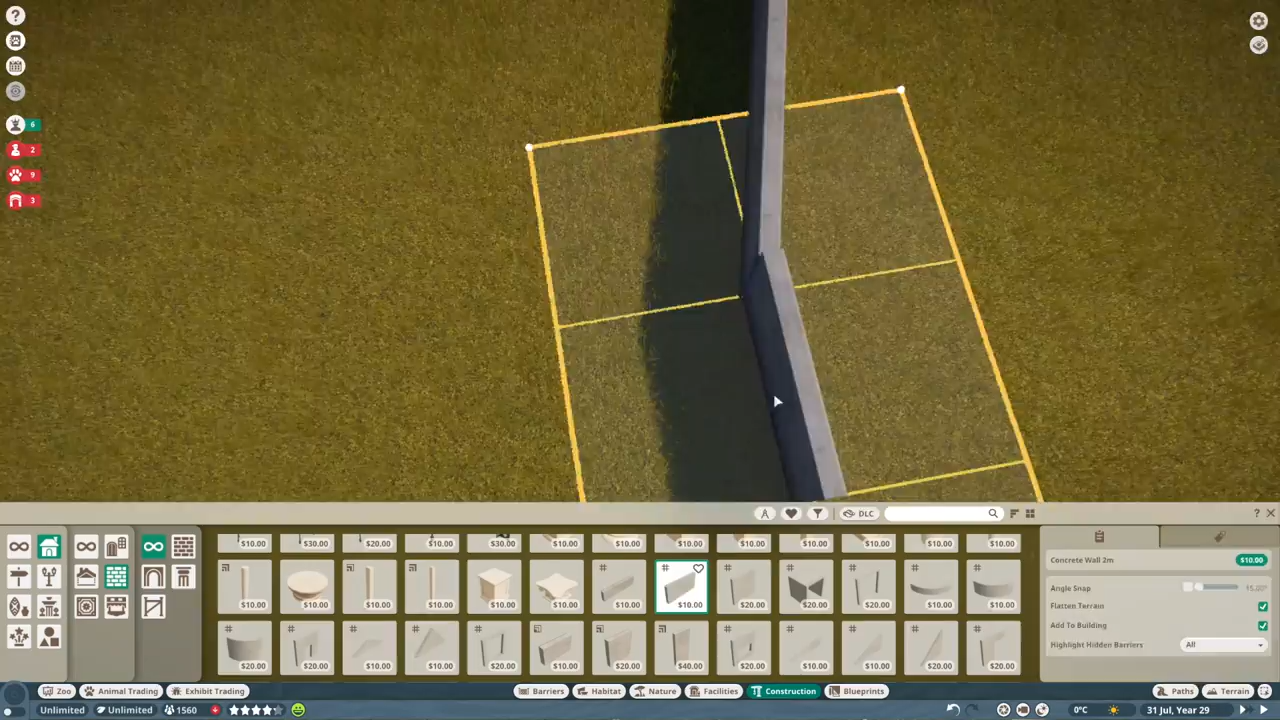 ?
6
2
9
3
DLC
?
$10.00 $30.00 $20.00 $10.00 $30.00 $10.00 $10.00 $10.00 $10.00 $10.00 $10.00 $10.00 $10.00
$10.00 $10.00 $10.00 $10.00 $10.00 $10.00 $10.00 $10.00 $20.00 $20.00 $20.00 $10.00 $10.00
$20.00 $20.00 $10.00 $10.00 $20.00 $10.00 $20.00 $40.00 $20.00 $10.00 $10.00 $20.00 $20.00
Concrete Wall 2m $10.00
Angle Snap 15.00°
Flatten Terrain
Add To Building
Highlight Hidden Barriers All
Zoo Animal Trading Exhibit Trading Barriers Habitat Nature Facilities Construction Blueprints Paths Terrain
Unlimited Unlimited 1560 0°C 31 Jul, Year 29